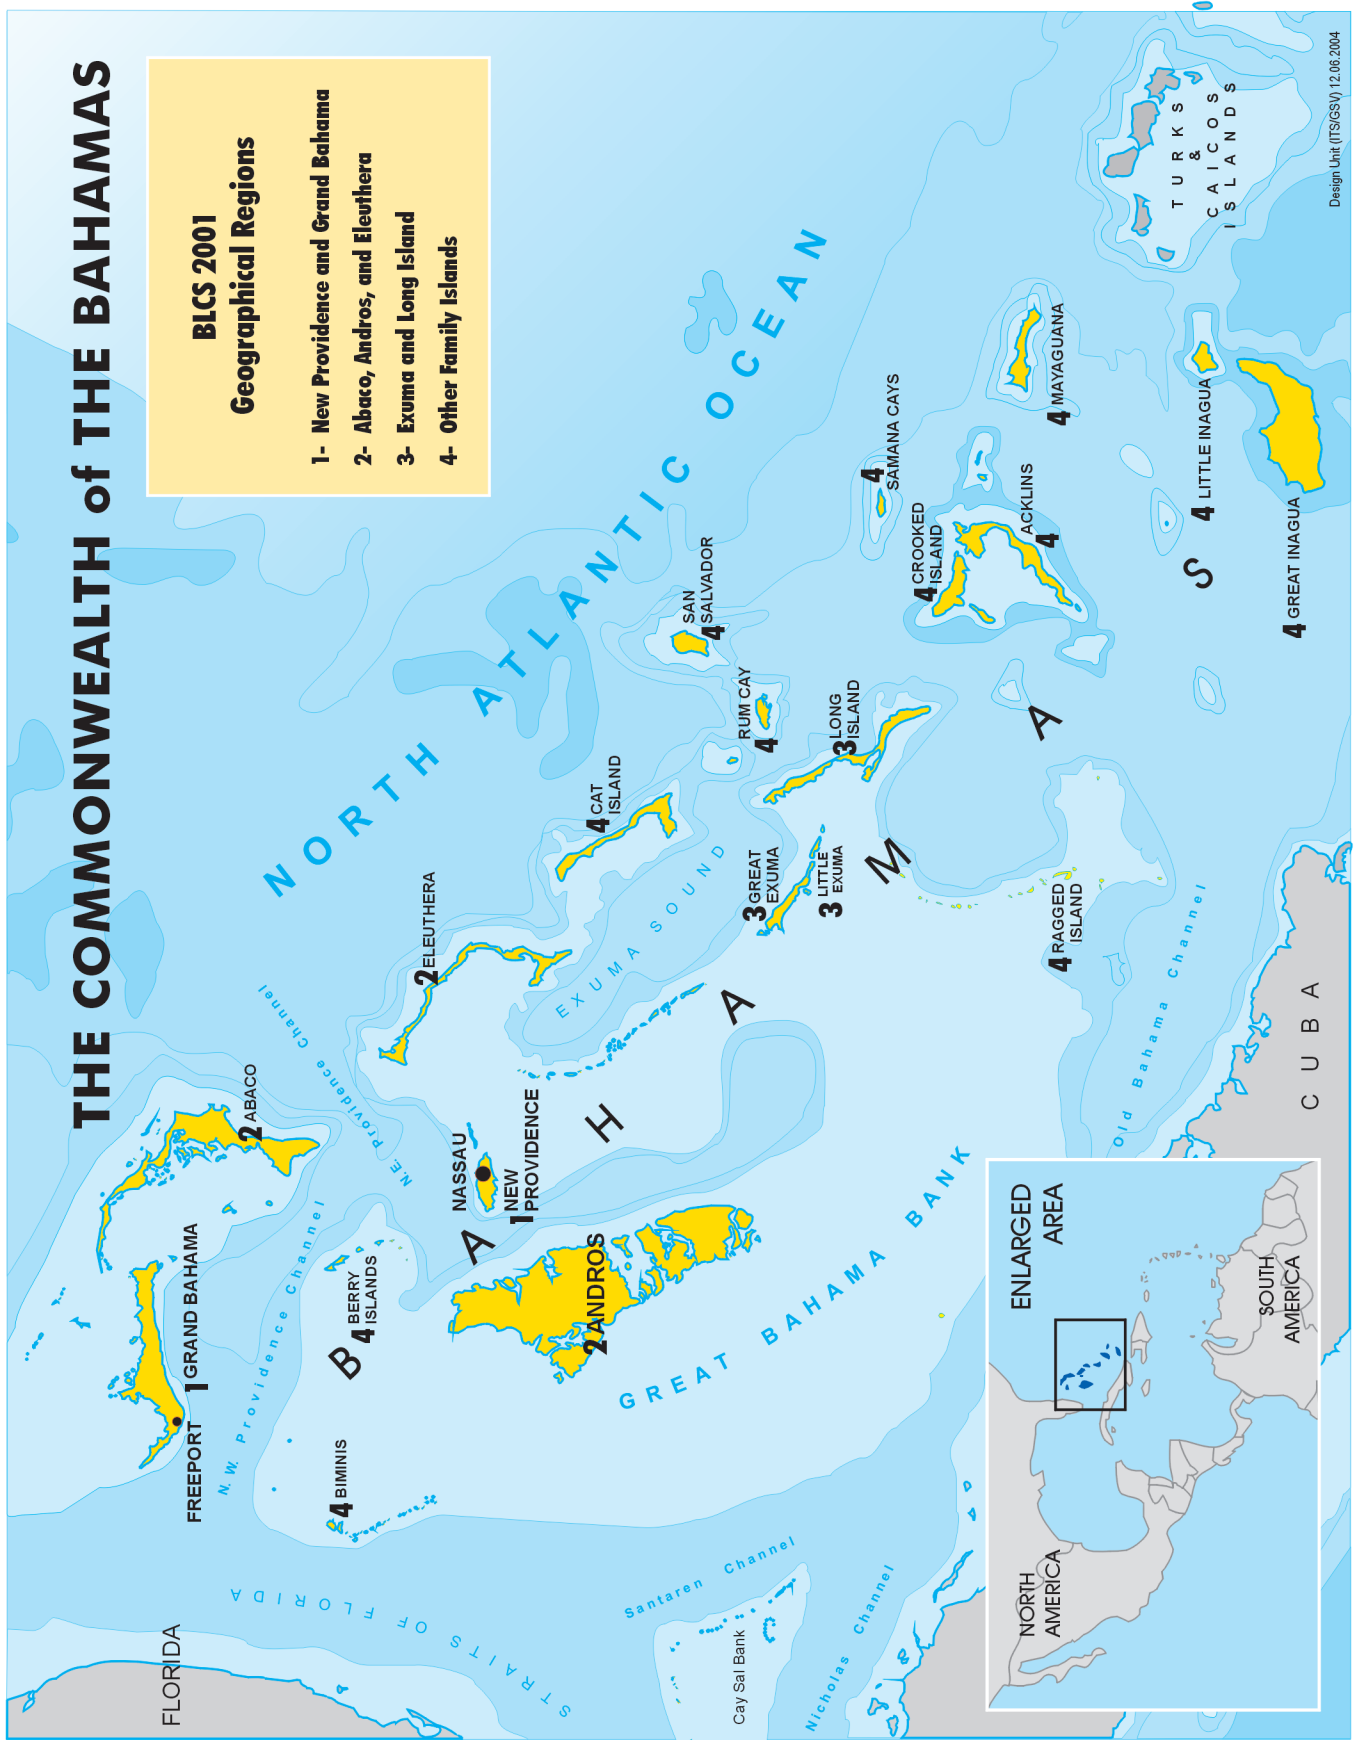 THE COMMONWEALTH of THE BAHAMAS
BLCS 2001
Geographical Regions
1- New Providence and Grand Bahama
2- Abaco, Andros, and Eleuthera
3- Exuma and Long Island
4- Other Family Islands
NORTH ATLANTIC OCEAN
FLORIDA
STRAITS OF FLORIDA
FREEPORT
1 GRAND BAHAMA
2 ABACO
N.W. Providence Channel
N.E. Providence Channel
4 BIMINIS
4 BERRY
ISLANDS
NASSAU
NEW
1 PROVIDENCE
2 ELEUTHERA
2 ANDROS
4 CAT
ISLAND
EXUMA SOUND
SAN
SALVADOR
4
RUM CAY
4
3 GREAT
EXUMA
3 LITTLE
EXUMA
3 LONG
ISLAND
BAHAMAS
GREAT BAHAMA BANK
4
SAMANA CAYS
4 CROOKED
ISLAND
ACKLINS
4
4 MAYAGUANA
4 RAGGED
ISLAND
4 LITTLE INAGUA
4 GREAT INAGUA
TURKS
&
CAICOS
ISLANDS
Santaren Channel
Cay Sal Bank
Nicholas Channel
Old Bahama Channel
CUBA
ENLARGED
AREA
NORTH
AMERICA
SOUTH
AMERICA
Design Unit (ITS/GSV) 12.06.2004